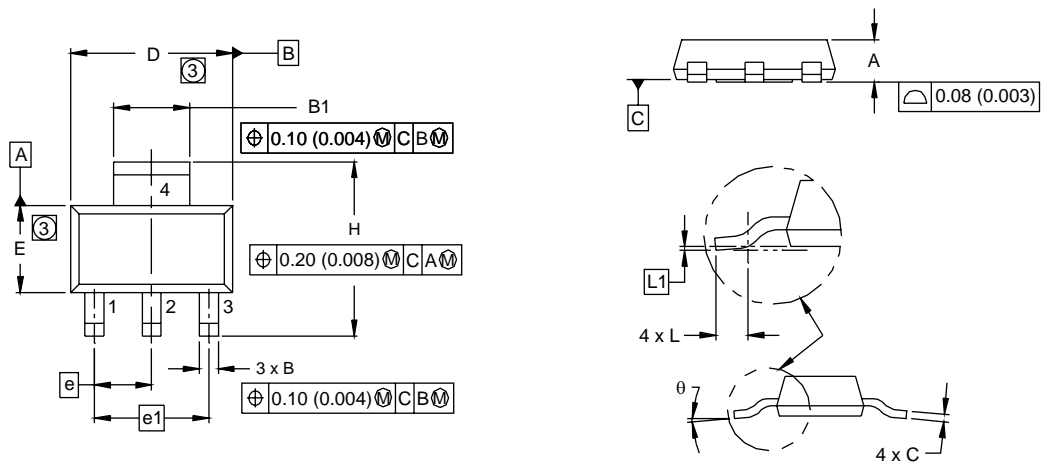 D
B
③
B1
⌖ 0.10 (0.004) Ⓜ C B Ⓜ
A
4
③
E
H
⌖ 0.20 (0.008) Ⓜ C A Ⓜ
1
2
3
3 x B
e
e1
⌖ 0.10 (0.004) Ⓜ C B Ⓜ
A
C
⌓ 0.08 (0.003)
L1
4 x L
θ
4 x C